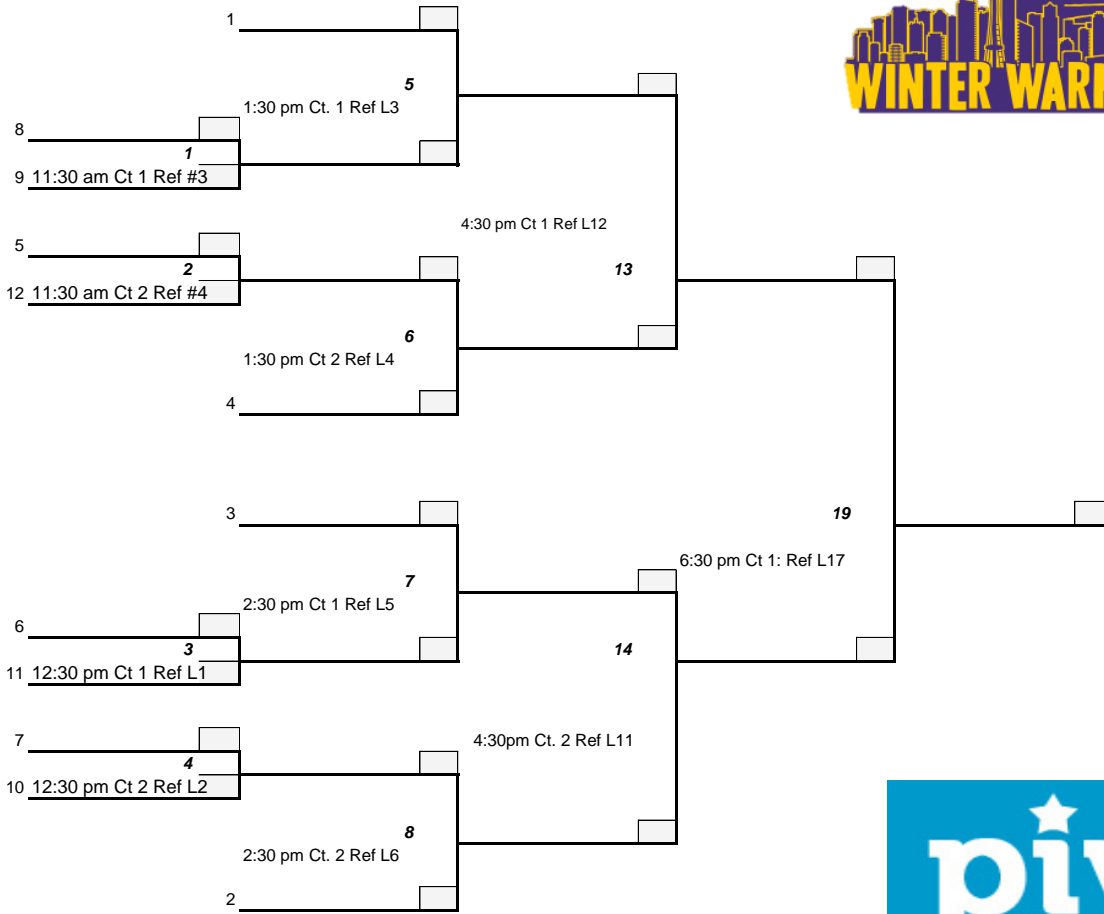 1
5
1:30 pm Ct. 1 Ref L3
8
1
9 11:30 am Ct 1 Ref #3
4:30 pm Ct 1 Ref L12
5
2
13
12 11:30 am Ct 2 Ref #4
6
1:30 pm Ct 2 Ref L4
4
3
19
6:30 pm Ct 1: Ref L17
7
2:30 pm Ct 1 Ref L5
6
3
14
11 12:30 pm Ct 1 Ref L1
7
4:30pm Ct. 2 Ref L11
4
10 12:30 pm Ct 2 Ref L2
8
2:30 pm Ct. 2 Ref L6
2
WINTER